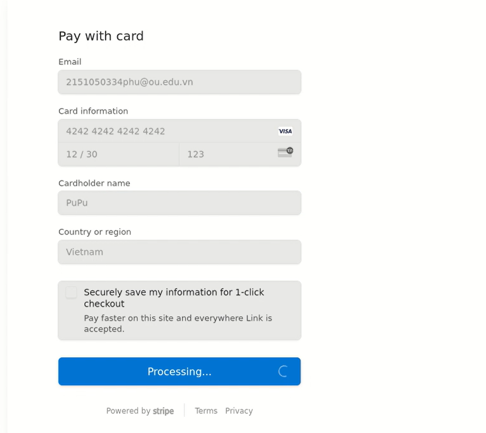 Pay with card
Email
2151050334phu@ou.edu.vn
Card information
4242 4242 4242 4242
VISA
12 / 30
123
Cardholder name
PuPu
Country or region
Vietnam
Securely save my information for 1-click
checkout
Pay faster on this site and everywhere Link is
accepted.
Processing...
Powered by stripe
Terms Privacy